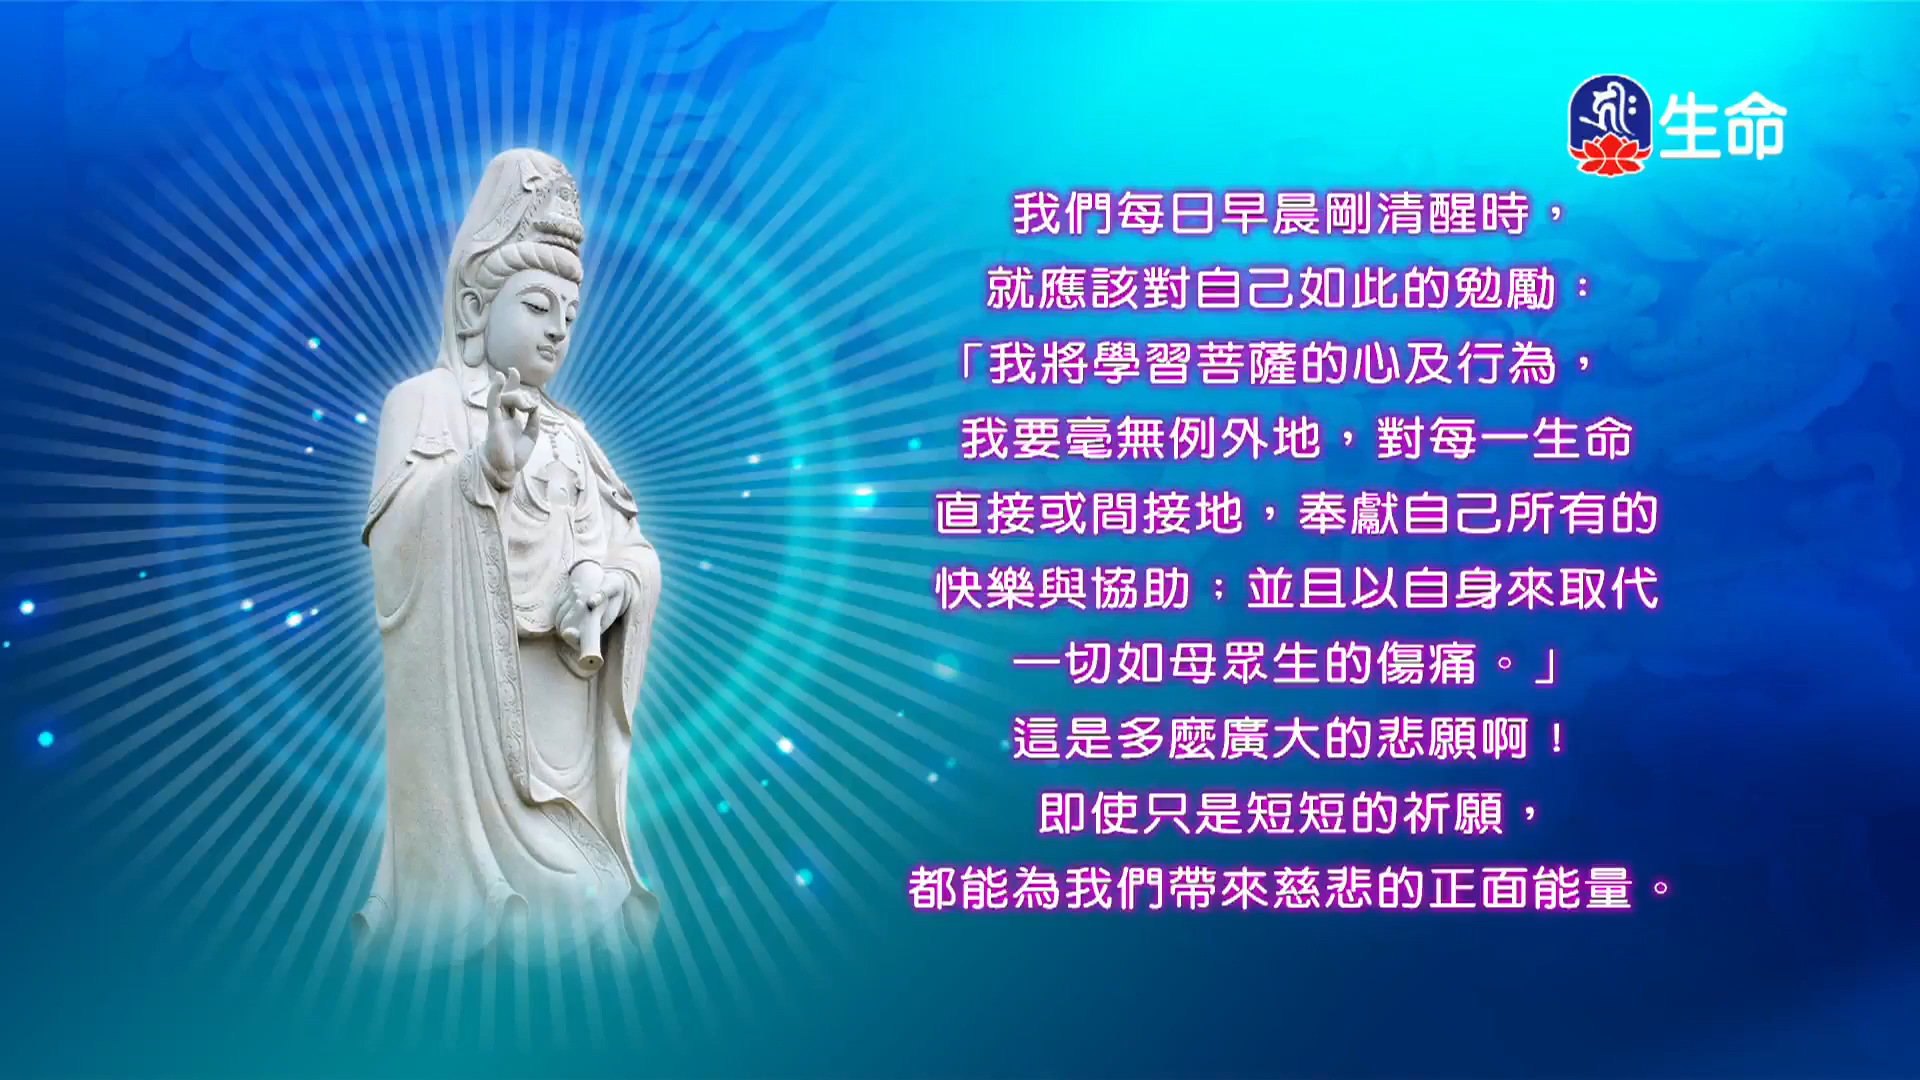 生命
我們每日早晨剛清醒時，
就應該對自己如此的勉勵：
「我將學習菩薩的心及行為，
我要毫無例外地，對每一生命
直接或間接地，奉獻自己所有的
快樂與協助；並且以自身來取代
一切如母眾生的傷痛。」
這是多麼廣大的悲願啊！
即使只是短短的祈願，
都能為我們帶來慈悲的正面能量。